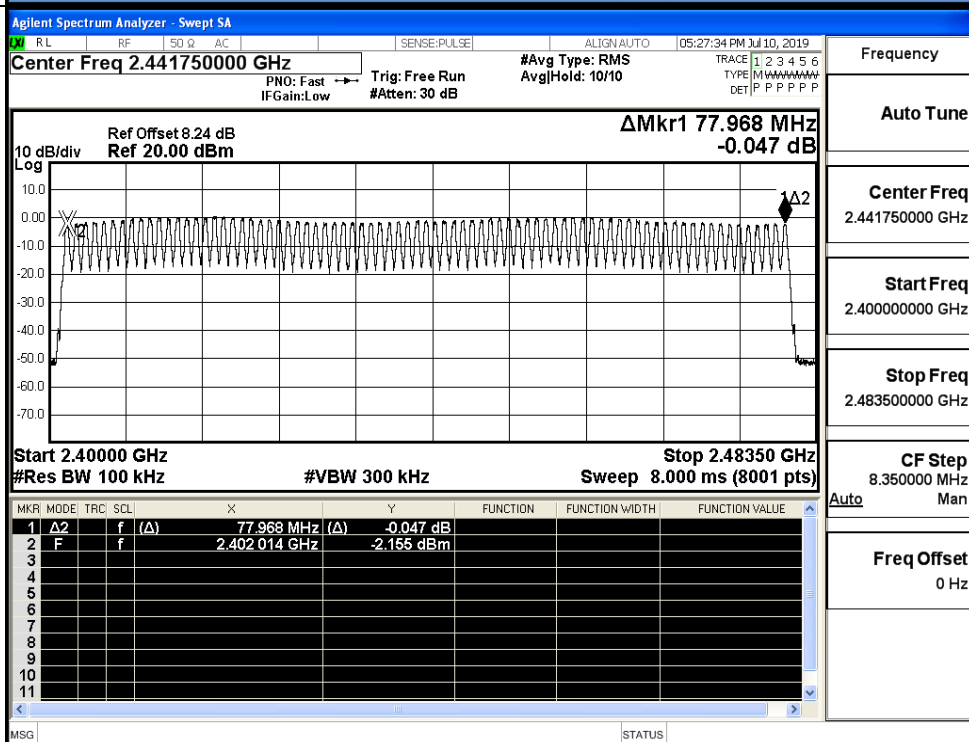 Agilent Spectrum Analyzer - Swept SA
LXI RL RF 50 Ω AC SENSE:PULSE ALIGN AUTO 05:27:34 PM Jul 10, 2019
Center Freq 2.441750000 GHz
PNO: Fast
IFGain:Low
Trig: Free Run
#Atten: 30 dB
#Avg Type: RMS
Avg|Hold: 10/10
TRACE 1 2 3 4 5 6
TYPE M W W W W W
DET P P P P P P
Ref Offset 8.24 dB
Ref 20.00 dBm
10 dB/div
Log
ΔMkr1 77.968 MHz
-0.047 dB
10.0
0.00
-10.0
-20.0
-30.0
-40.0
-50.0
-60.0
-70.0
2
1Δ2
Start 2.40000 GHz
Stop 2.48350 GHz
#Res BW 100 kHz
#VBW 300 kHz
Sweep 8.000 ms (8001 pts)
MKR MODE TRC SCL X Y FUNCTION FUNCTION WIDTH FUNCTION VALUE
1 Δ2 f (Δ) 77.968 MHz (Δ) -0.047 dB
2 F f 2.402 014 GHz -2.155 dBm
3
4
5
6
7
8
9
10
11
MSG
STATUS
Frequency
Auto Tune
Center Freq
2.441750000 GHz
Start Freq
2.400000000 GHz
Stop Freq
2.483500000 GHz
CF Step
8.350000 MHz
Auto Man
Freq Offset
0 Hz